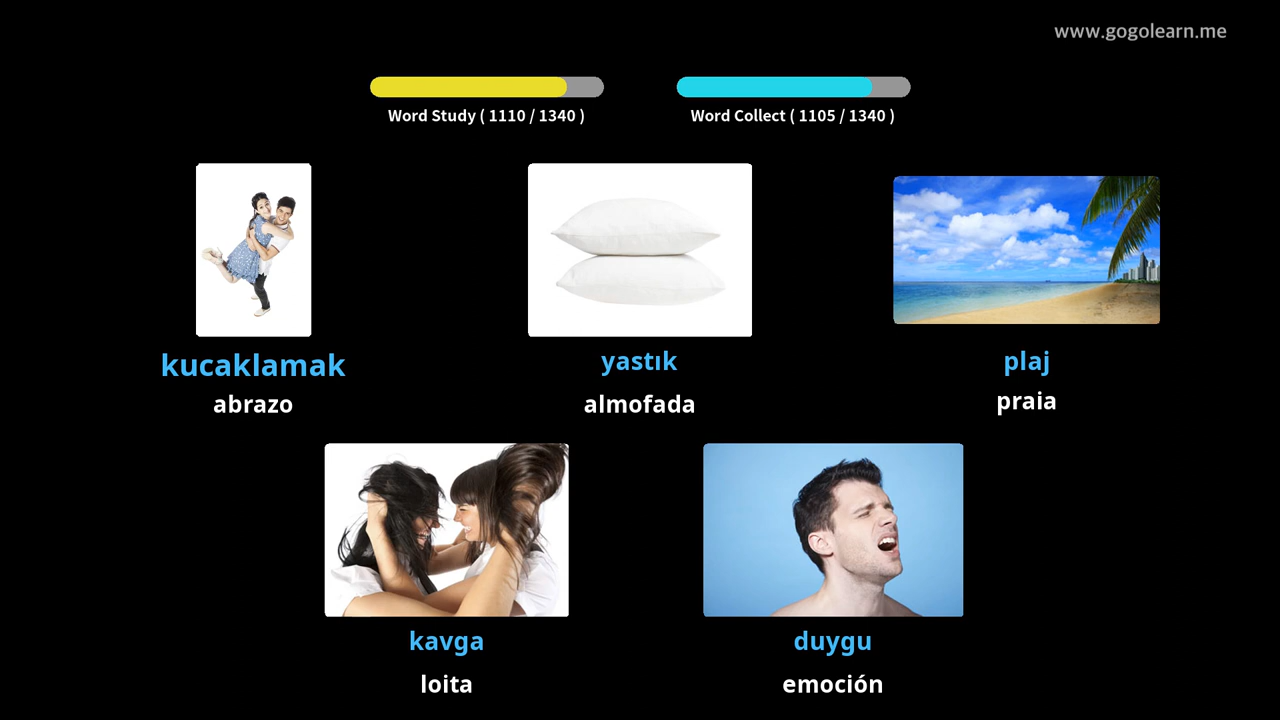 www.gogolearn.me
Word Study ( 1110 / 1340 )
Word Collect ( 1105 / 1340 )
kucaklamak
abrazo
yastık
almofada
plaj
praia
kavga
loita
duygu
emoción